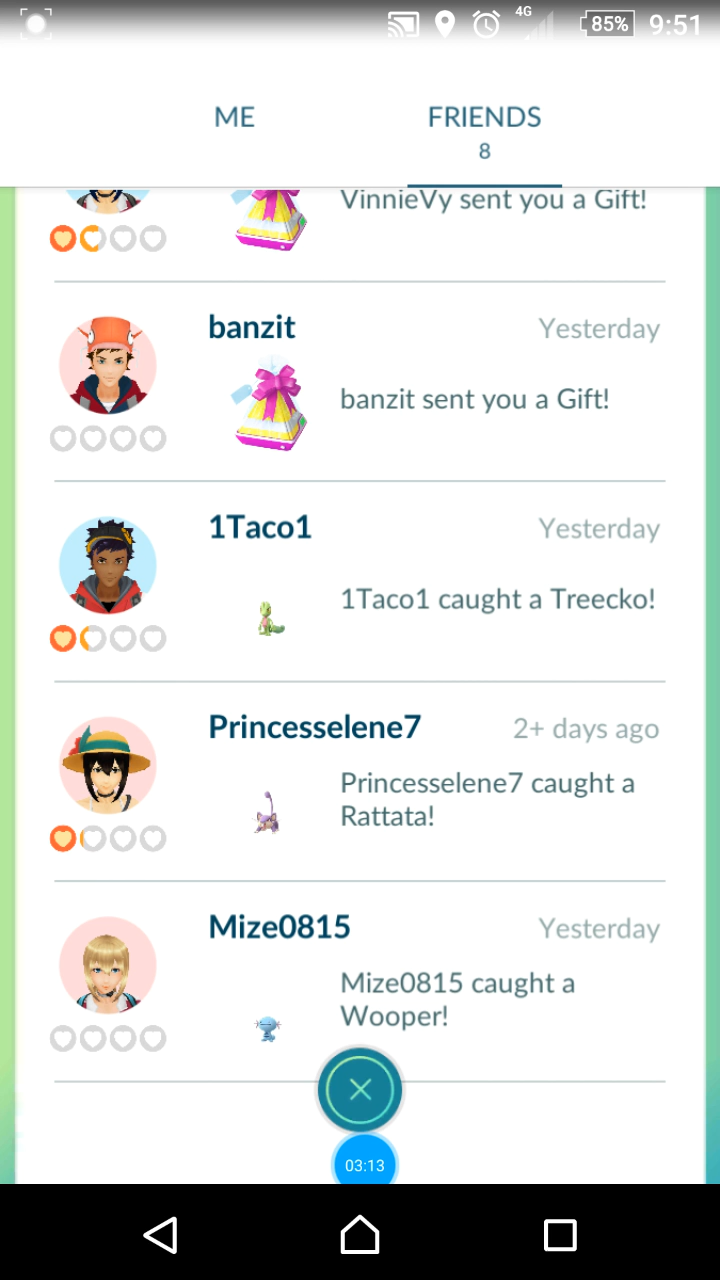 4G 85% 9:51
ME FRIENDS
8
VinnieVy sent you a Gift!
banzit Yesterday
banzit sent you a Gift!
1Taco1 Yesterday
1Taco1 caught a Treecko!
Princesselene7 2+ days ago
Princesselene7 caught a
Rattata!
Mize0815 Yesterday
Mize0815 caught a
Wooper!
03:13